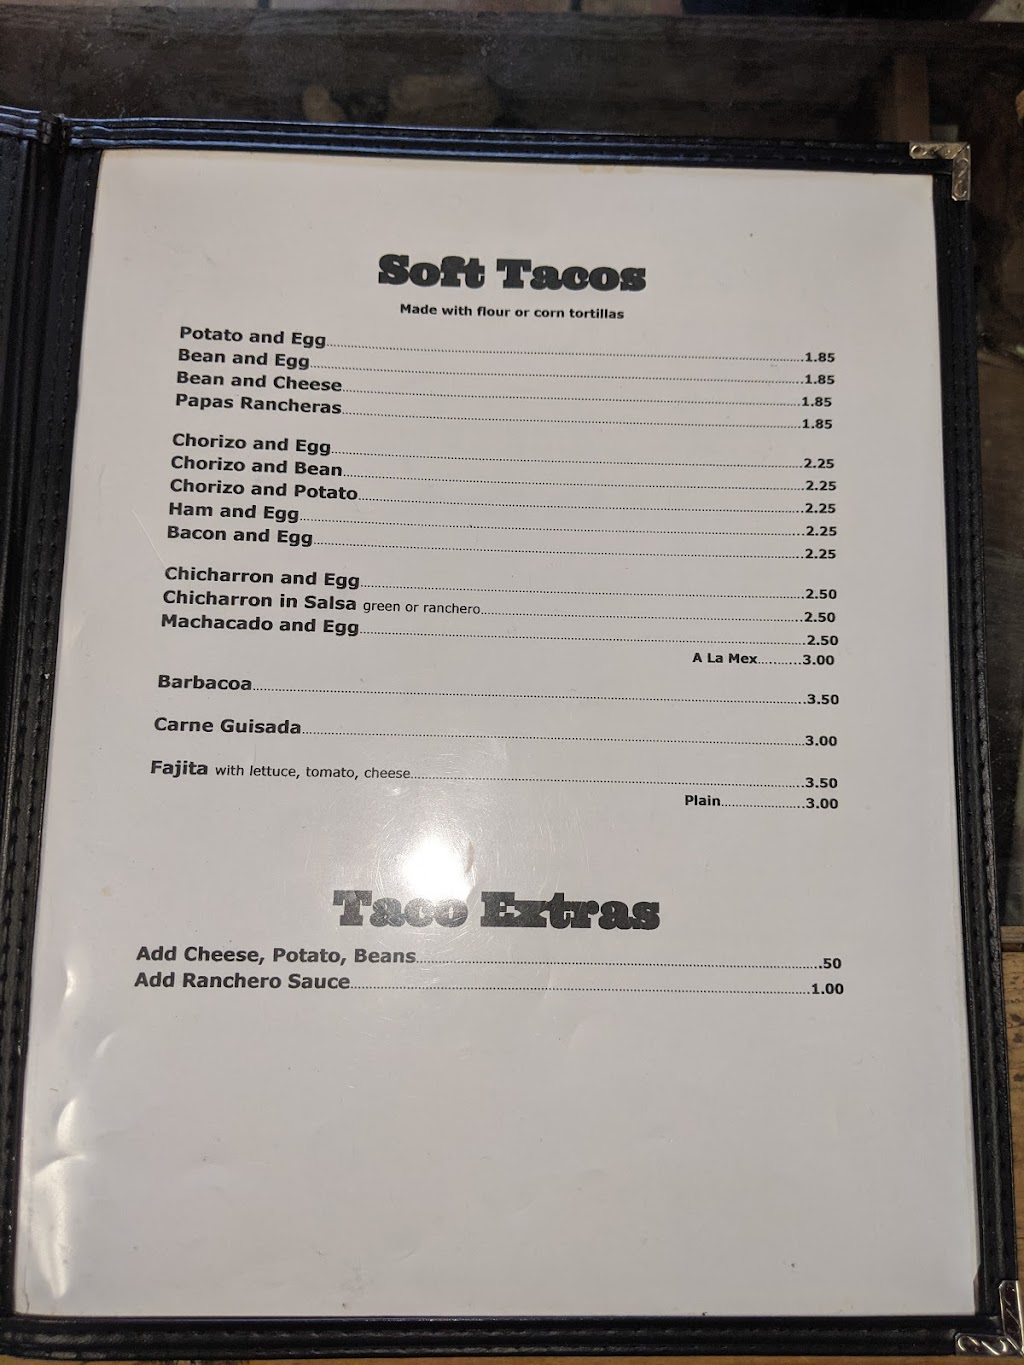 Soft Tacos
Made with flour or corn tortillas
Potato and Egg......1.85
Bean and Egg......1.85
Bean and Cheese......1.85
Papas Rancheras......1.85
Chorizo and Egg......2.25
Chorizo and Bean......2.25
Chorizo and Potato......2.25
Ham and Egg......2.25
Bacon and Egg......2.25
Chicharron and Egg......2.50
Chicharron in Salsa green or ranchero......2.50
Machacado and Egg......2.50
A La Mex......3.00
Barbacoa......3.50
Carne Guisada......3.00
Fajita with lettuce, tomato, cheese......3.50
Plain......3.00
Taco Extras
Add Cheese, Potato, Beans.......50
Add Ranchero Sauce......1.00